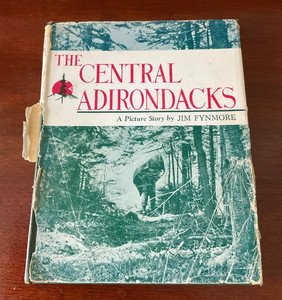 THE
CENTRAL
ADIRONDACKS
A Picture Story by JIM FYNMORE